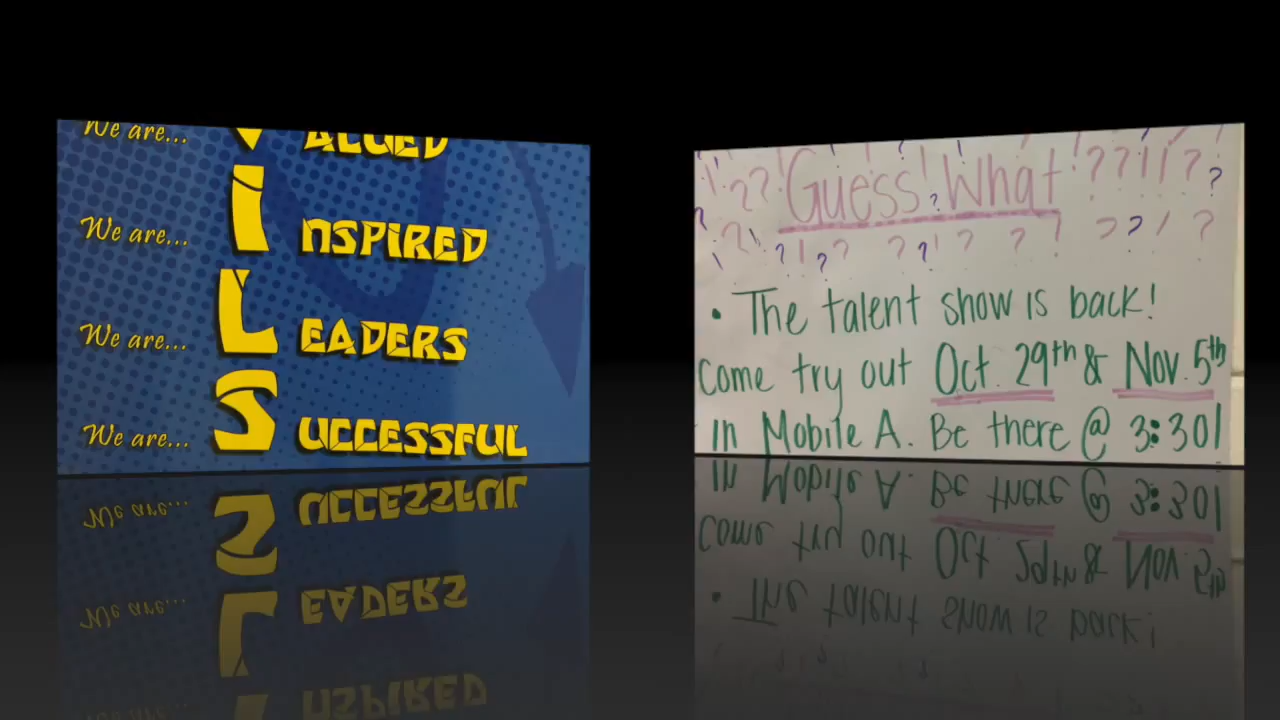 We are... VALUED
We are... INSPIRED
We are... LEADERS
We are... SUCCESSFUL
??!Guess!What!??!!??
• The talent show is back!
Come try out Oct. 29th & Nov. 5th
in Mobile A. Be there @ 3:30!